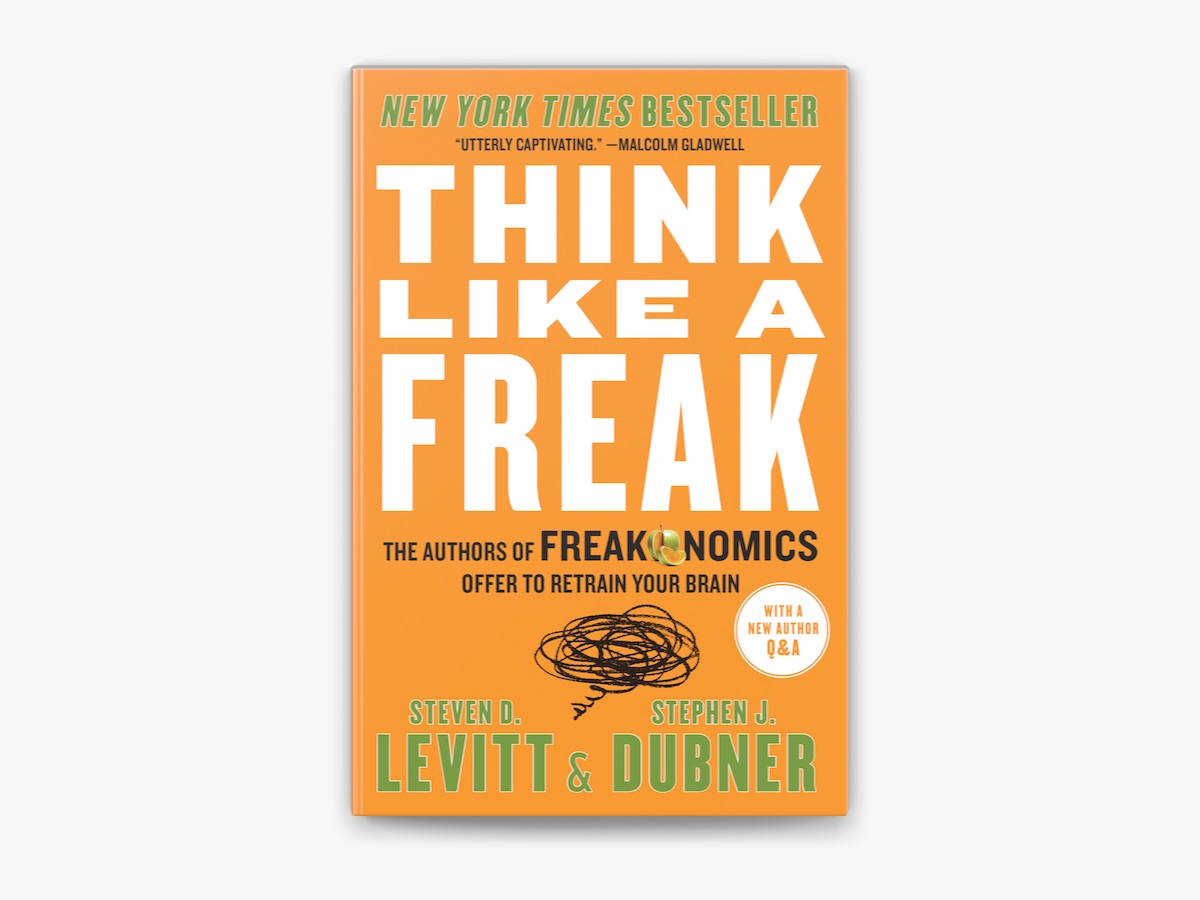 NEW YORK TIMES BESTSELLER
“UTTERLY CAPTIVATING.” —MALCOLM GLADWELL
THINK
LIKE A
FREAK
THE AUTHORS OF FREAKONOMICS
OFFER TO RETRAIN YOUR BRAIN
WITH A
NEW AUTHOR
Q&A
STEVEN D. STEPHEN J.
LEVITT & DUBNER